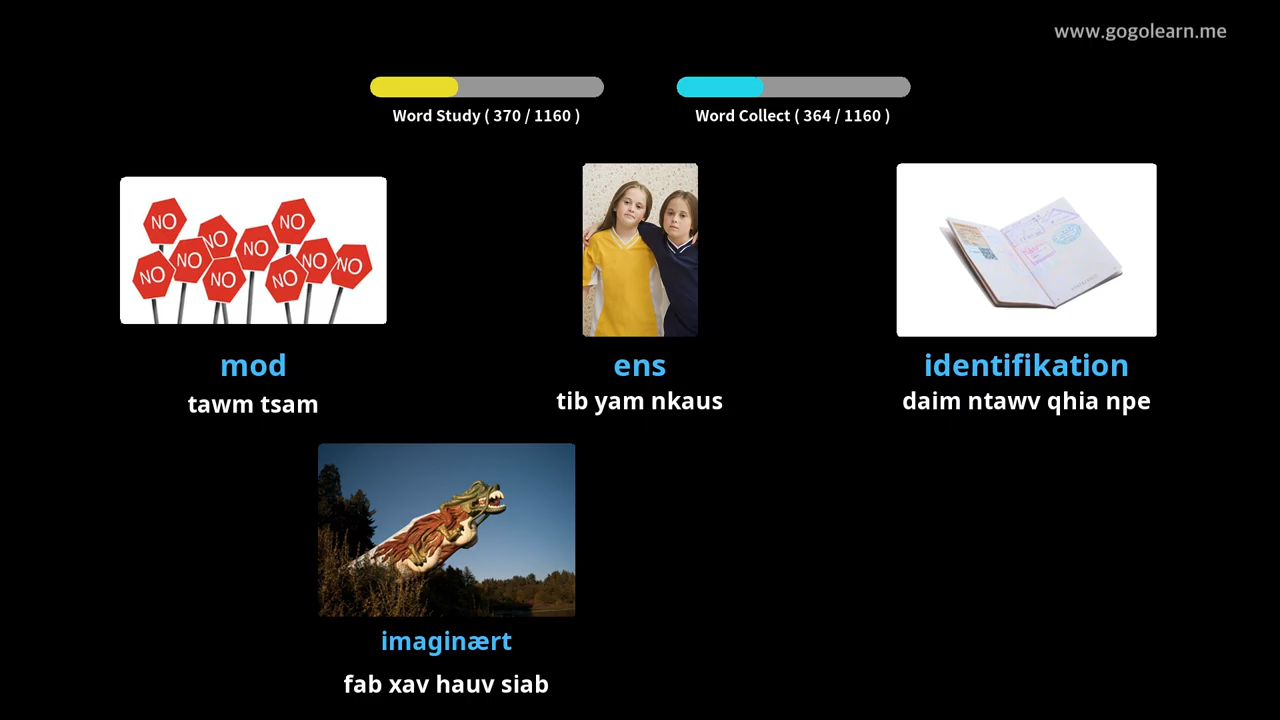 www.gogolearn.me
Word Study ( 370 / 1160 )
Word Collect ( 364 / 1160 )
NO
NO
NO
NO
NO
NO
NO
NO
NO
NO
mod
ens
identifikation
tawm tsam
tib yam nkaus
daim ntawv qhia npe
imaginært
fab xav hauv siab